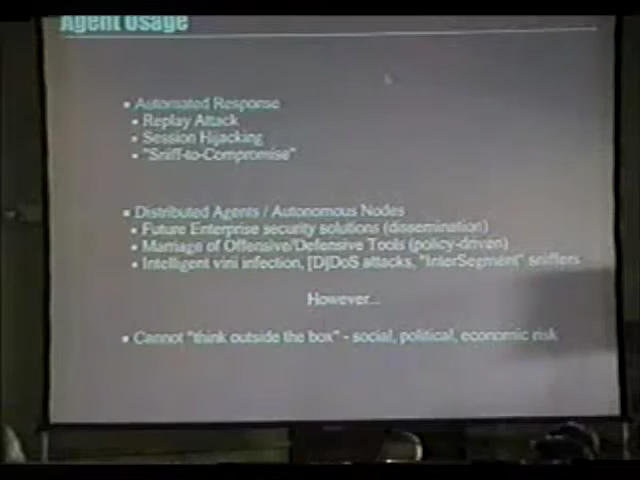 Agent Usage
• Automated Response
• Replay Attack
• Session Hijacking
• "Sniff-to-Compromise"
• Distributed Agents / Autonomous Nodes
• Future Enterprise security solutions (dissemination)
• Marriage of Offensive/Defensive Tools (policy-driven)
• Intelligent virii infection, [D]DoS attacks, "InterSegment" sniffers
However...
• Cannot "think outside the box" - social, political, economic risk